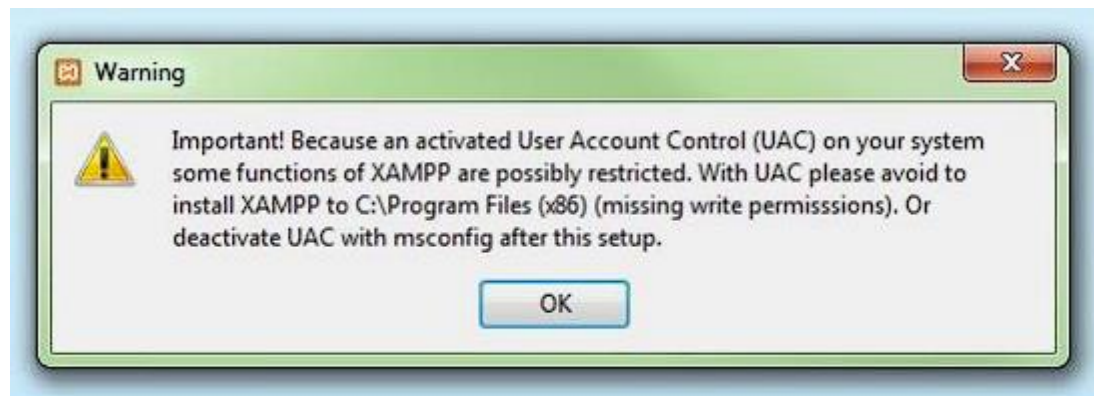 Warning
Important! Because an activated User Account Control (UAC) on your system
some functions of XAMPP are possibly restricted. With UAC please avoid to
install XAMPP to C:\Program Files (x86) (missing write permisssions). Or
deactivate UAC with msconfig after this setup.
OK